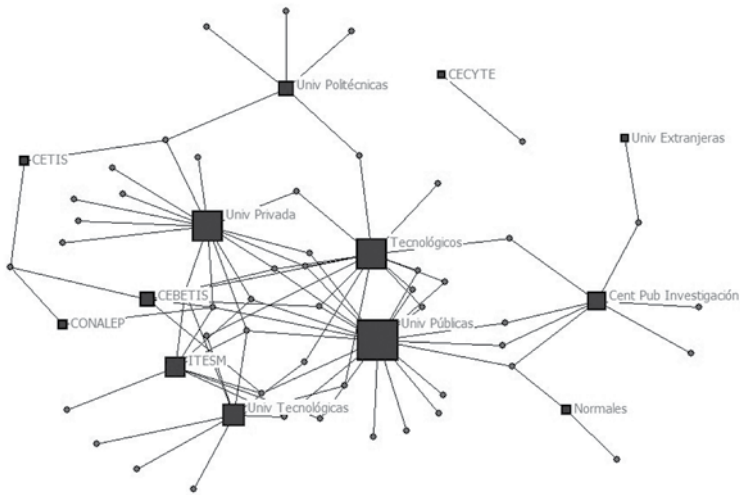 Univ Politécnicas
CECYTE
Univ Extranjeras
CETIS
Univ Privada
Tecnológicos
CEBETIS
Cent Pub Investigación
CONALEP
Univ Públicas
ITESM
Univ Tecnológicas
Normales